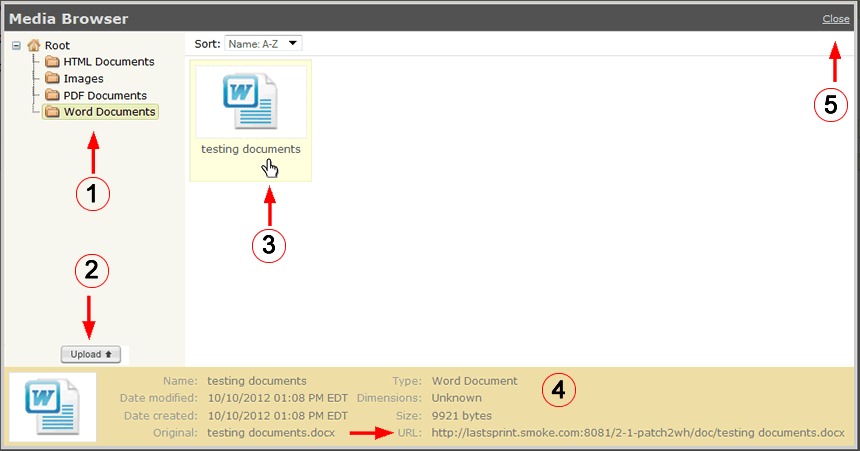 Media Browser
Close
Root
HTML Documents
Images
PDF Documents
Word Documents
1
2
Upload
Sort: Name: A-Z
W
testing documents
3
5
W
Name: testing documents Type: Word Document
Date modified: 10/10/2012 01:08 PM EDT Dimensions: Unknown
Date created: 10/10/2012 01:08 PM EDT Size: 9921 bytes
Original: testing documents.docx URL: http://lastsprint.smoke.com:8081/2-1-patch2wh/doc/testing documents.docx
4